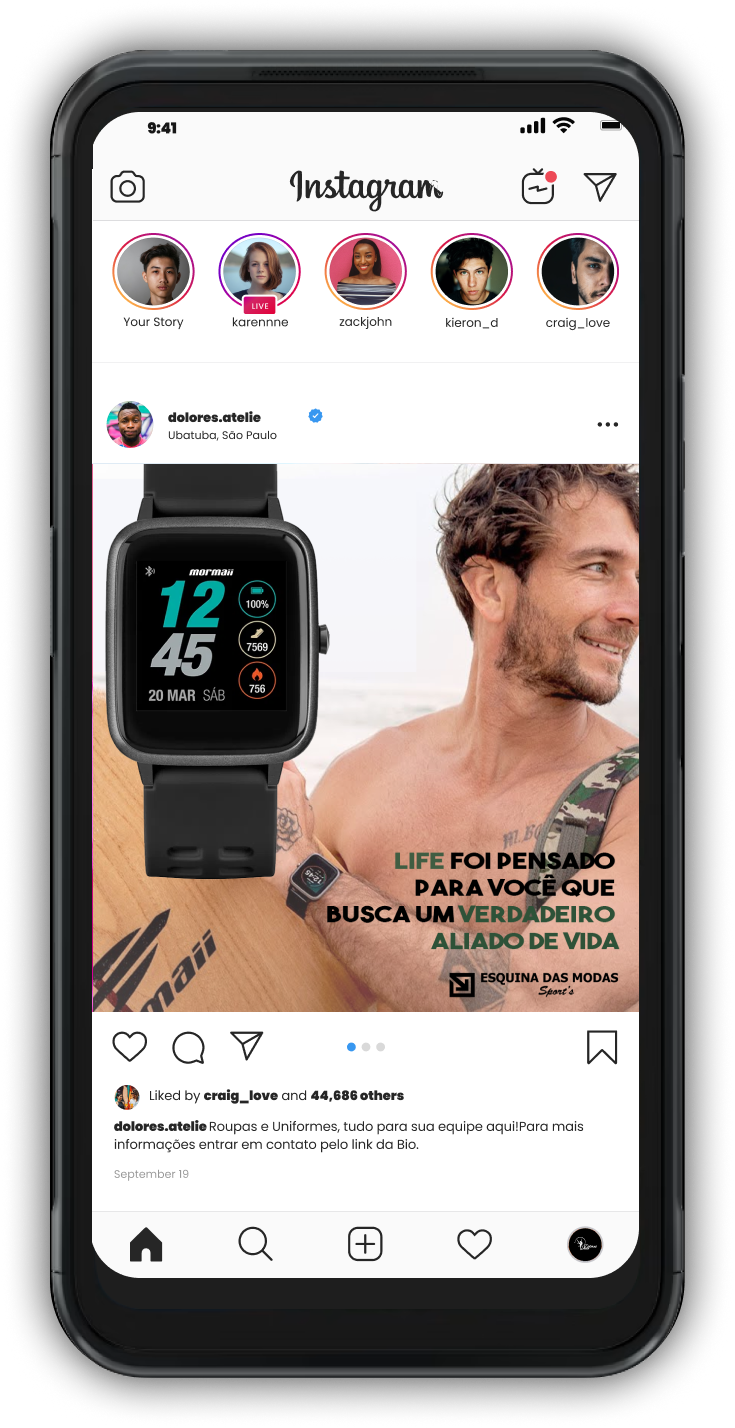 9:41
Instagram
LIVE
Your Story
karennne
zackjohn
kieron_d
craig_love
dolores.atelie
Ubatuba, São Paulo
mormaii
12
100%
45
7569
756
20 MAR SÁB
12:45
LIFE FOI PENSADO
PARA VOCÊ QUE
BUSCA UM VERDADEIRO
ALIADO DE VIDA
maii
ESQUINA DAS MODAS
Sport's
Liked by craig_love and 44,686 others
dolores.atelie Roupas e Uniformes, tudo para sua equipe aqui!Para mais
informações entrar em contato pelo link da Bio.
September 19